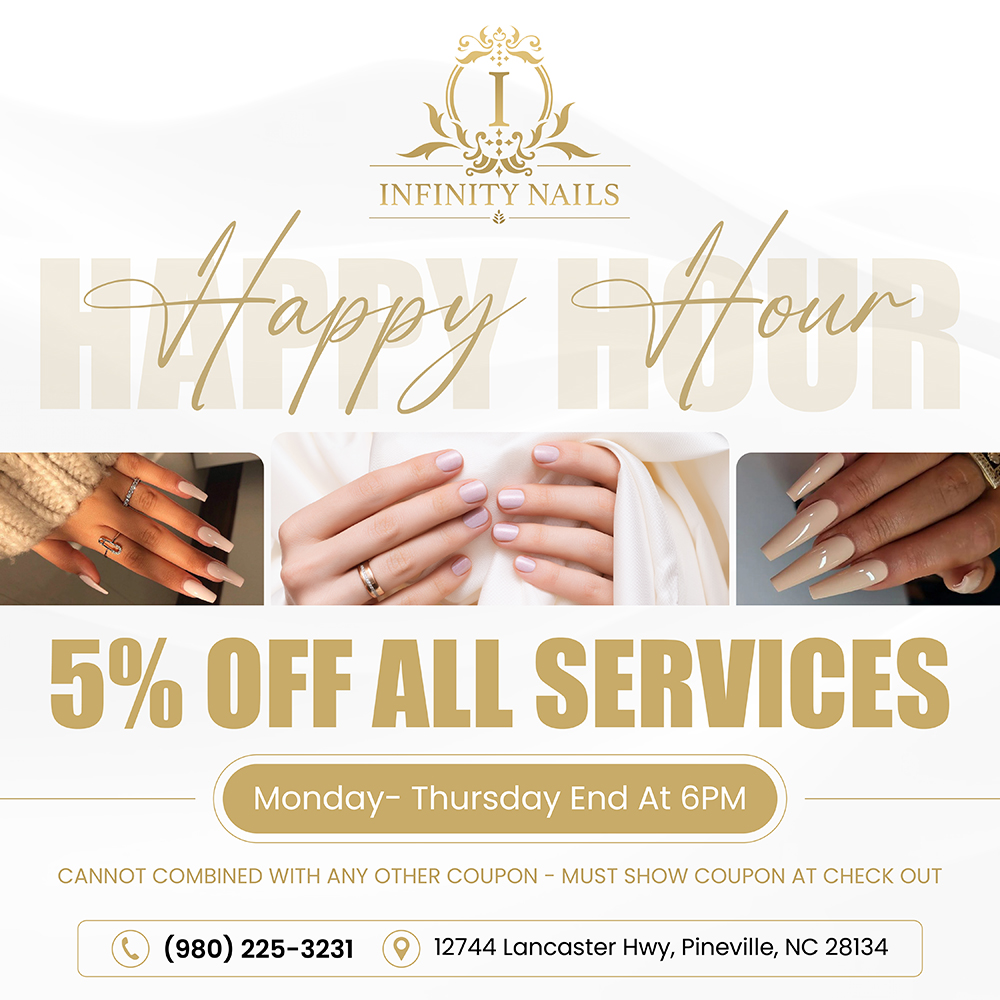 I
INFINITY NAILS
HAPPY HOUR
Happy Hour
5% OFF ALL SERVICES
Monday- Thursday End At 6PM
CANNOT COMBINED WITH ANY OTHER COUPON - MUST SHOW COUPON AT CHECK OUT
(980) 225-3231 12744 Lancaster Hwy, Pineville, NC 28134